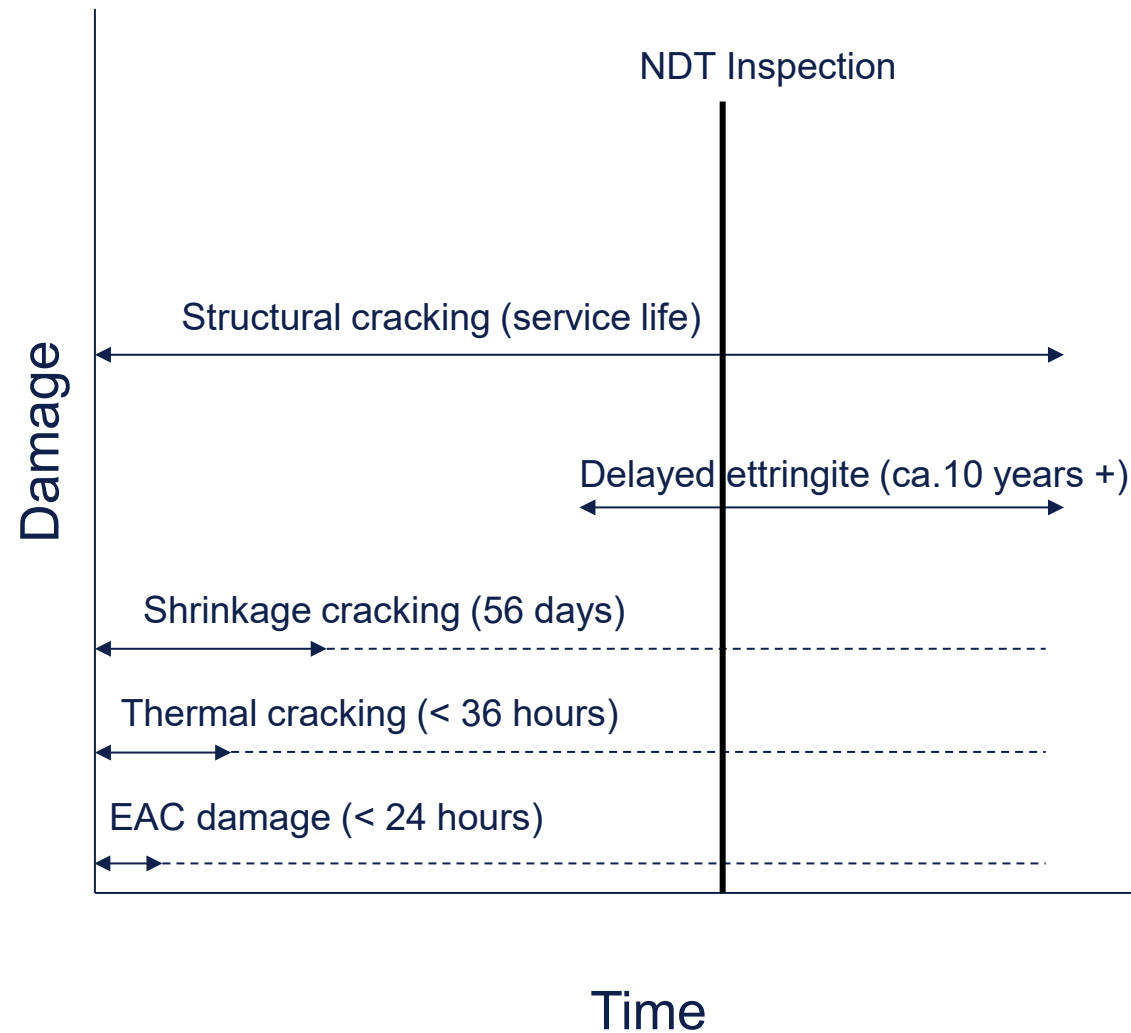 NDT Inspection
Structural cracking (service life)
Damage
Delayed ettringite (ca.10 years +)
Shrinkage cracking (56 days)
Thermal cracking (< 36 hours)
EAC damage (< 24 hours)
Time